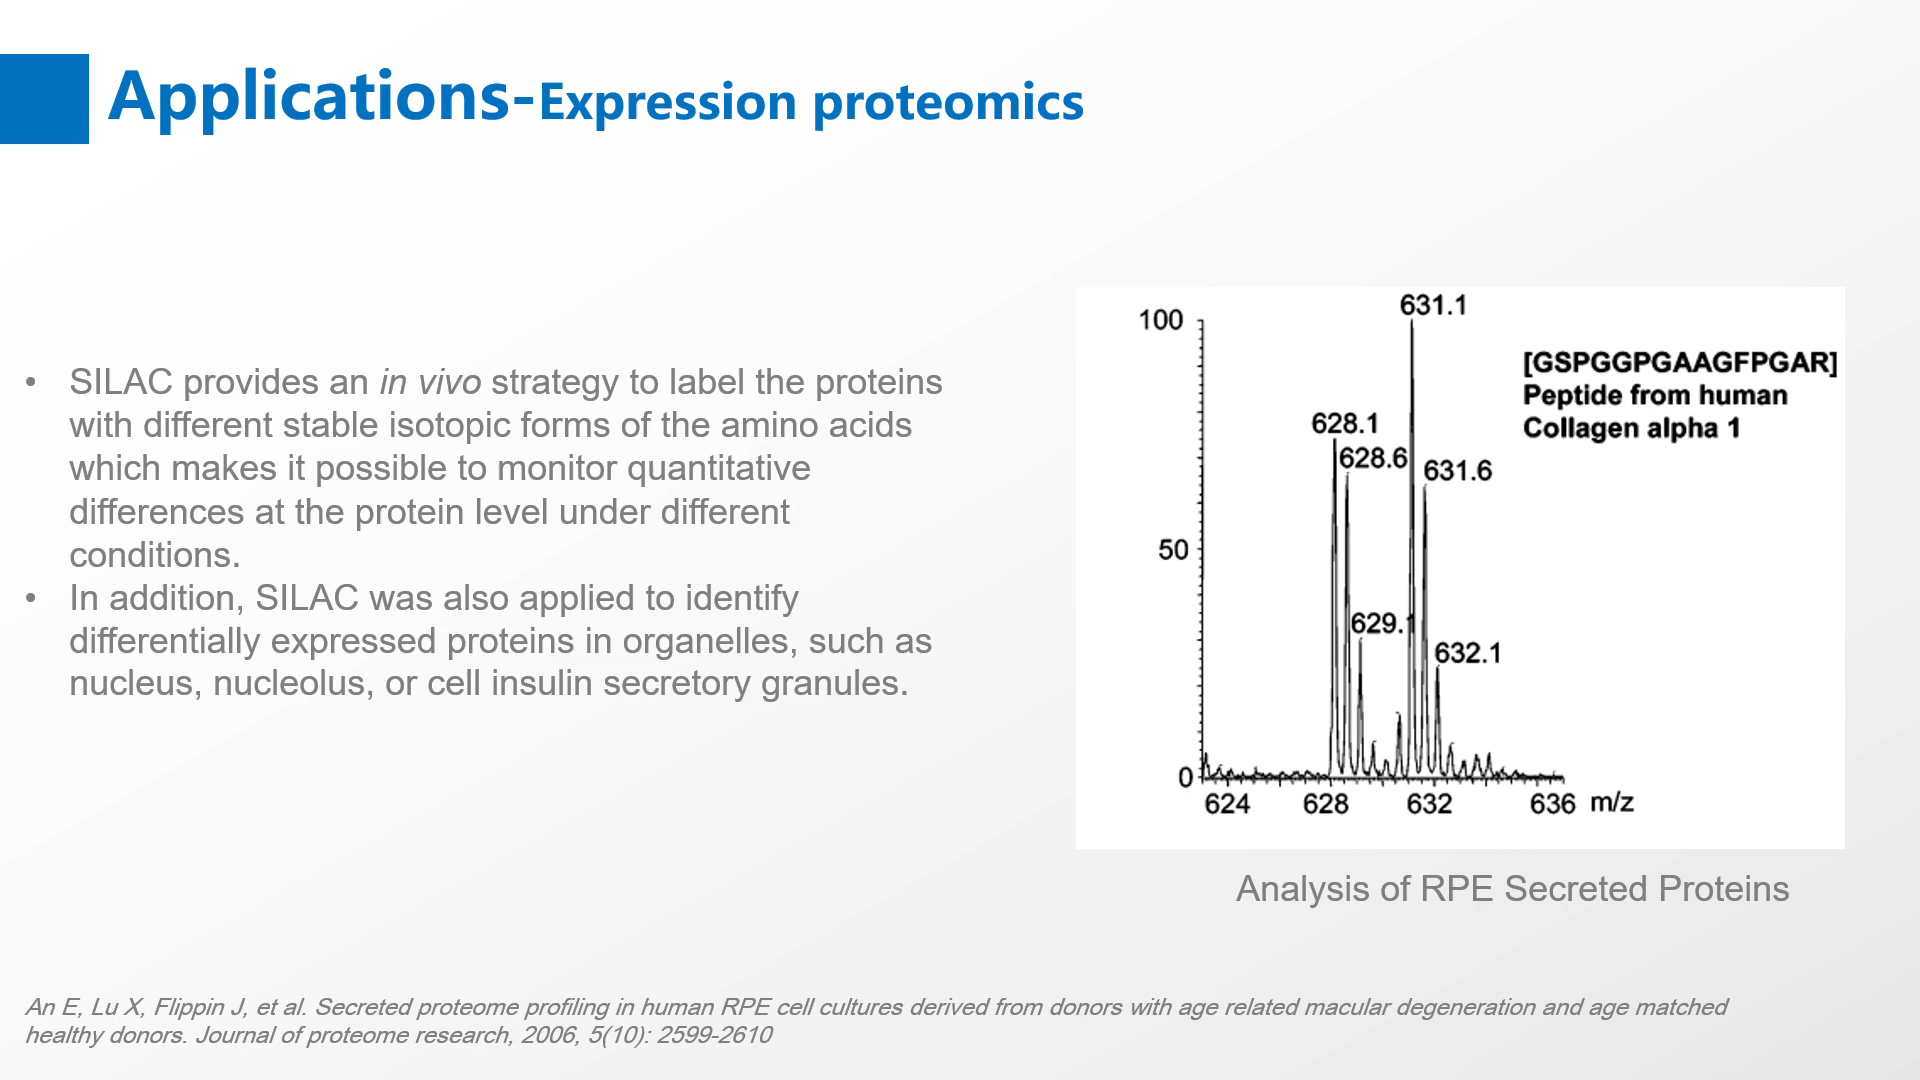 Applications-Expression proteomics
• SILAC provides an in vivo strategy to label the proteins
with different stable isotopic forms of the amino acids
which makes it possible to monitor quantitative
differences at the protein level under different
conditions.
• In addition, SILAC was also applied to identify
differentially expressed proteins in organelles, such as
nucleus, nucleolus, or cell insulin secretory granules.
631.1
100
[GSPGGPGAAGFPGAR]
Peptide from human
Collagen alpha 1
628.1
628.6
631.6
50
629.1
632.1
0
624 628 632 636 m/z
Analysis of RPE Secreted Proteins
An E, Lu X, Flippin J, et al. Secreted proteome profiling in human RPE cell cultures derived from donors with age related macular degeneration and age matched
healthy donors. Journal of proteome research, 2006, 5(10): 2599-2610